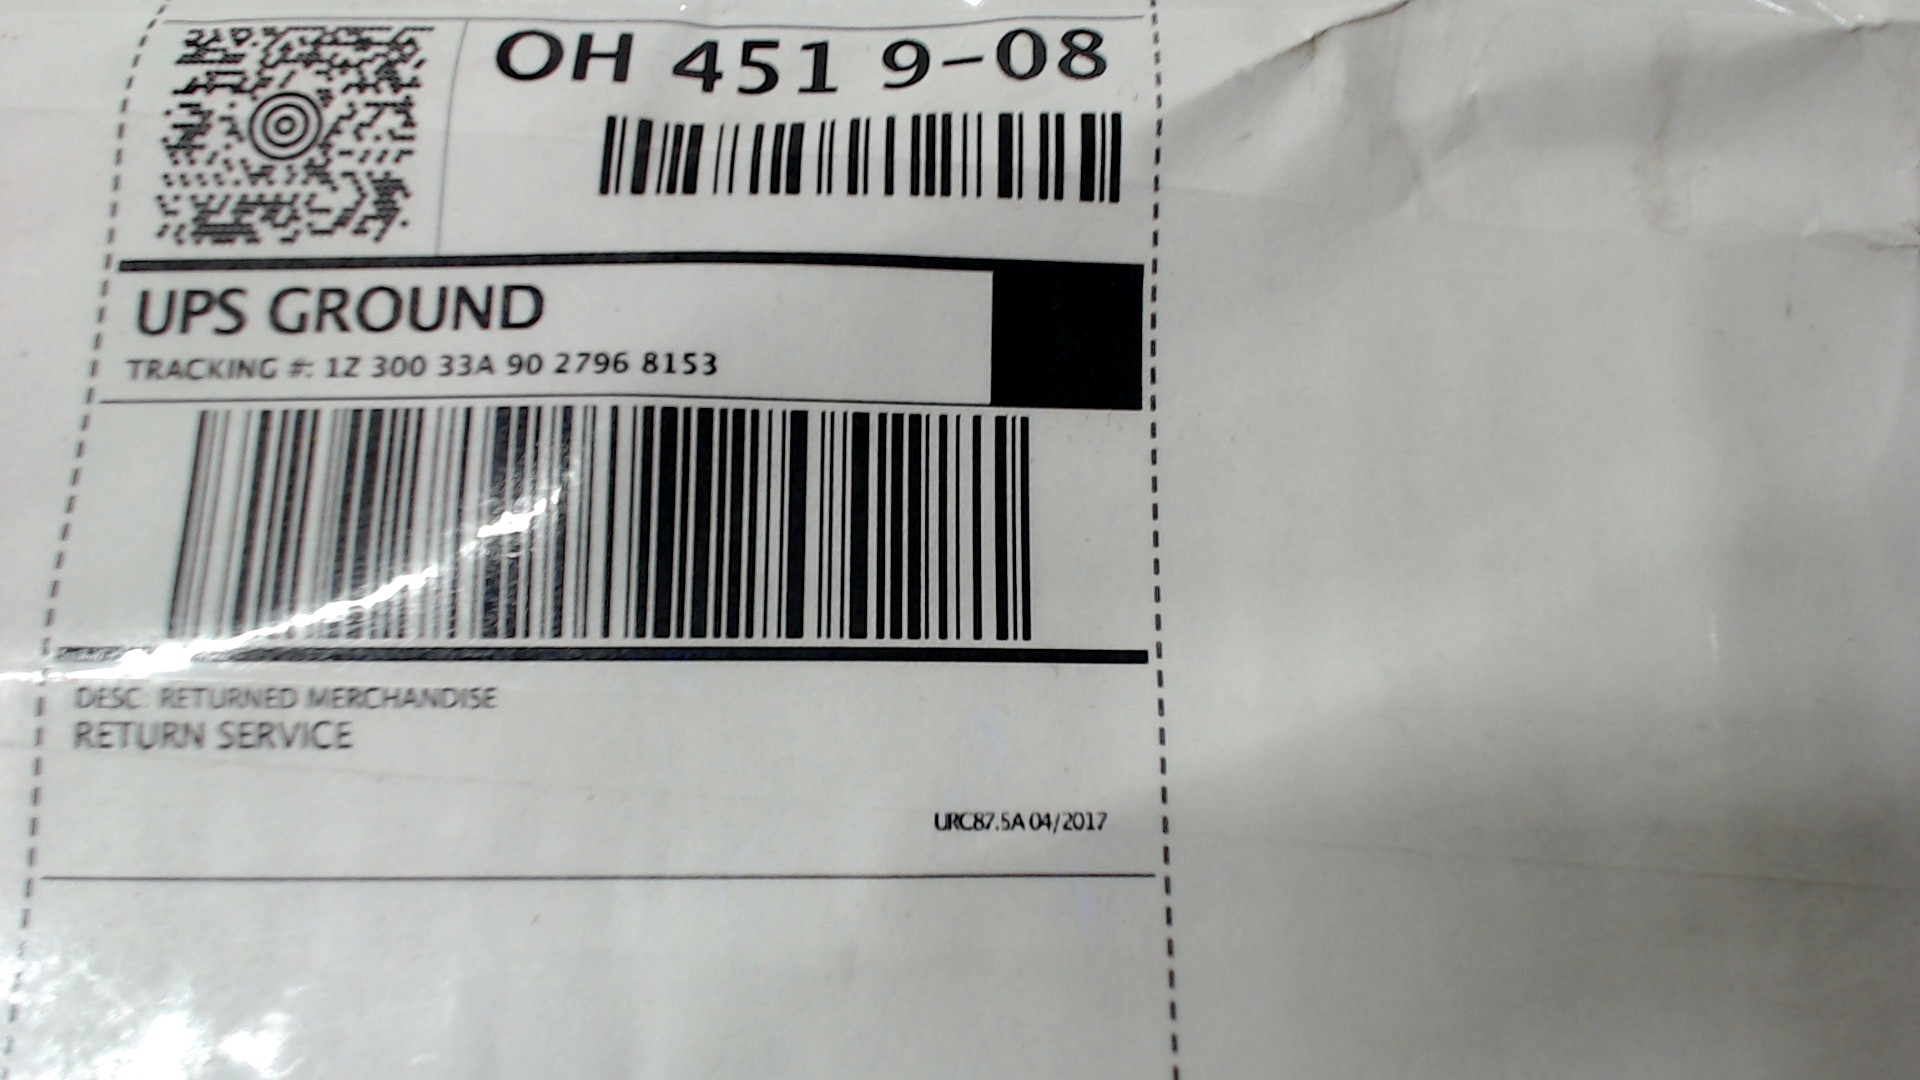 OH 451 9-08
UPS GROUND
TRACKING #: 1Z 300 33A 90 2796 8153
DESC: RETURNED MERCHANDISE
RETURN SERVICE
URC87.5A 04/2017